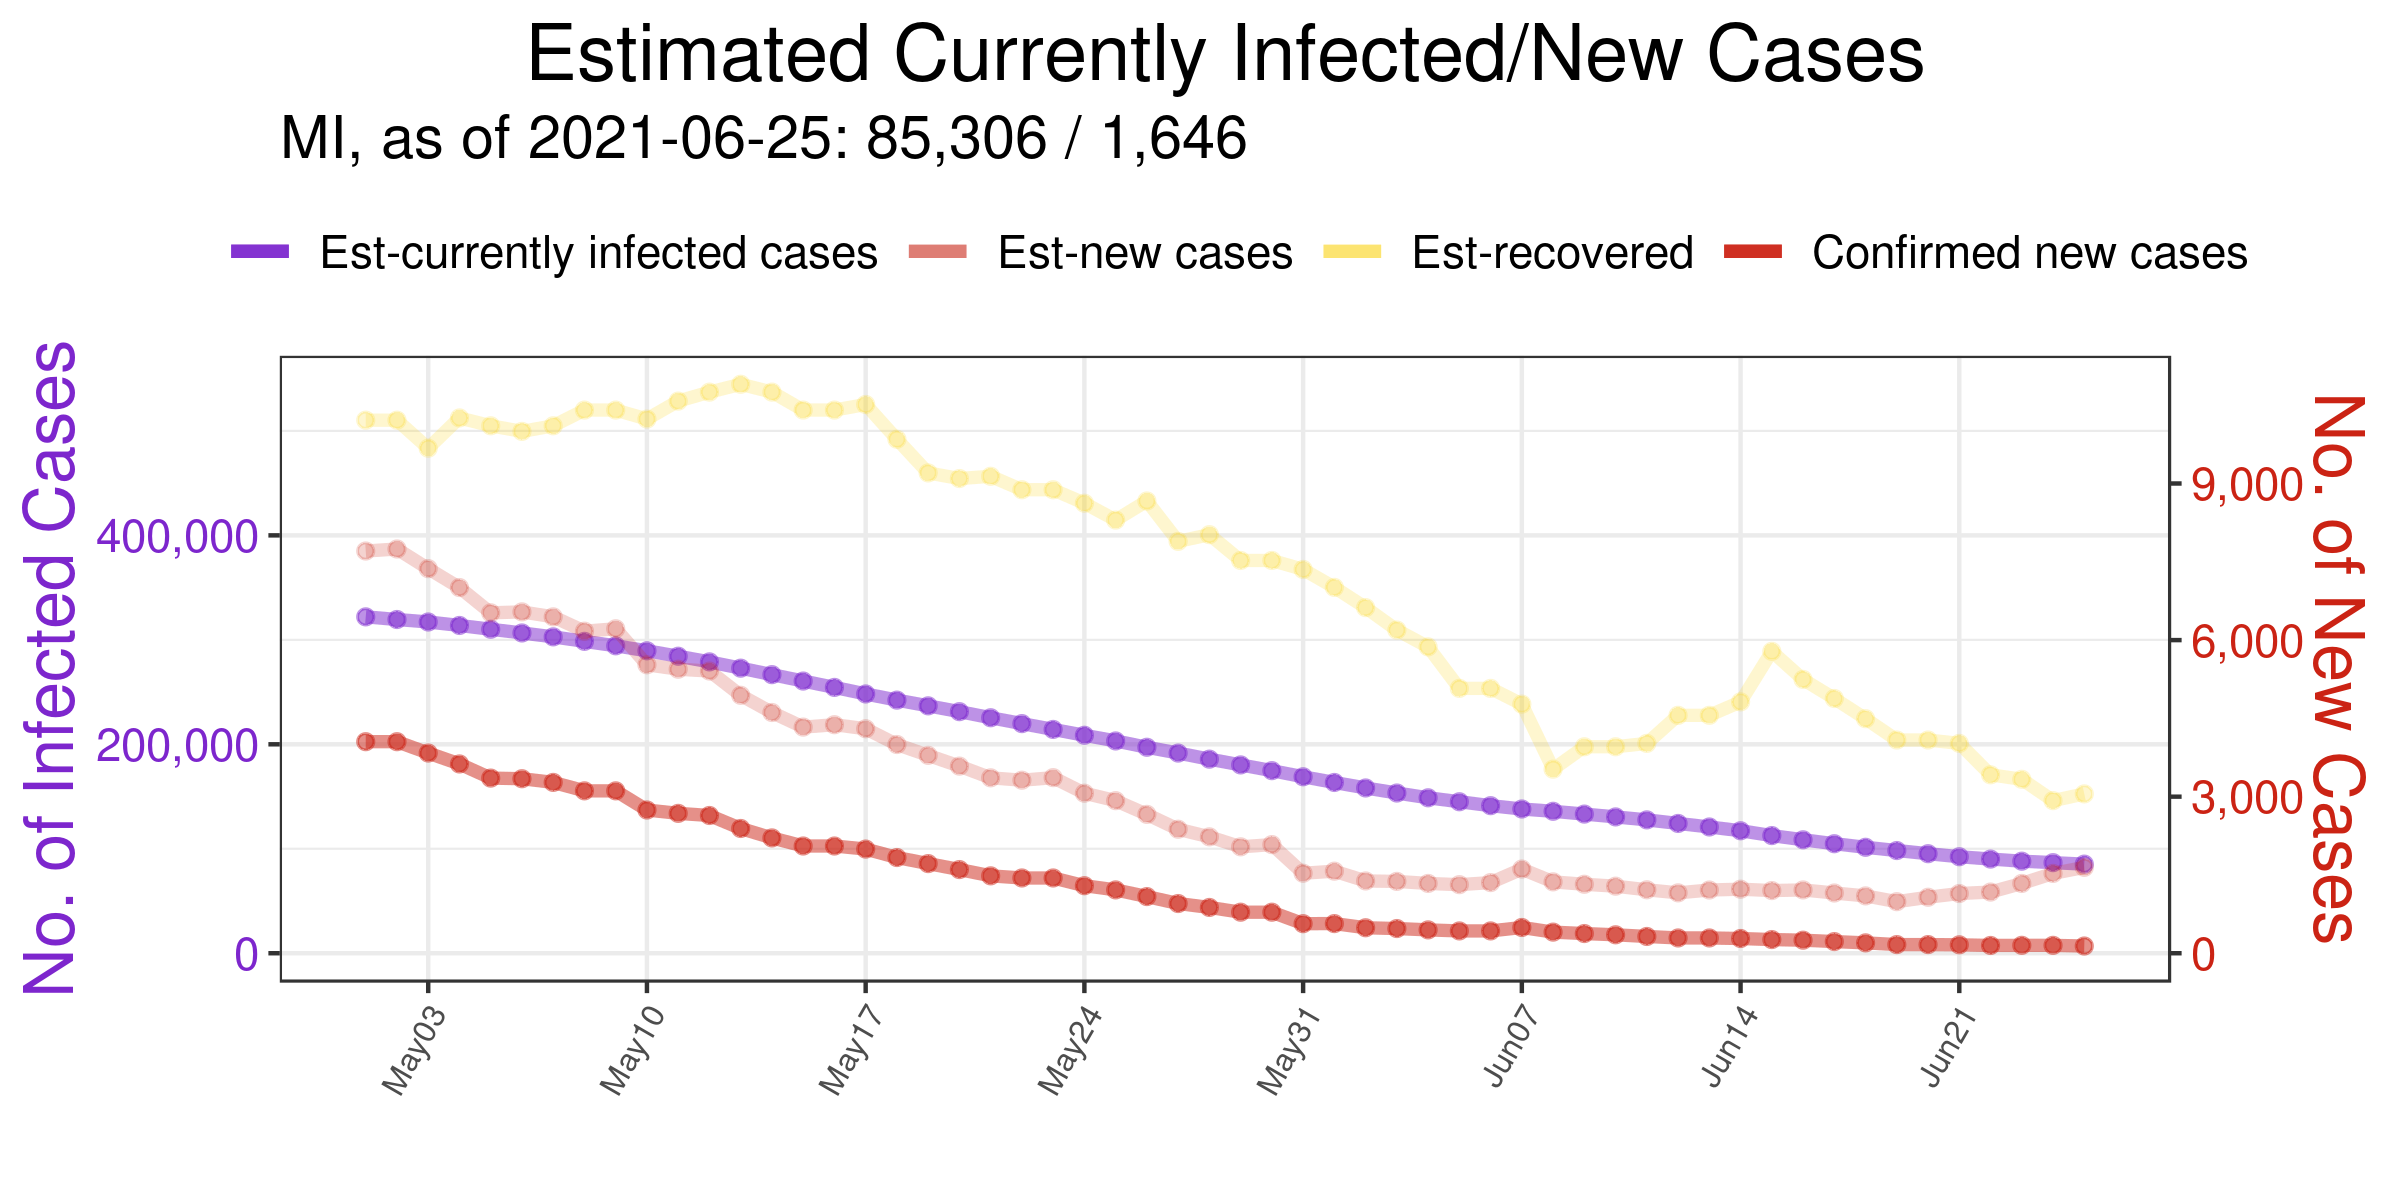 Estimated Currently Infected/New Cases
MI, as of 2021-06-25: 85,306 / 1,646
Est-currently infected cases Est-new cases Est-recovered Confirmed new cases
No. of Infected Cases
400,000
200,000
0
9,000
6,000
3,000
0
No. of New Cases
May03 May10 May17 May24 May31 Jun07 Jun14 Jun21